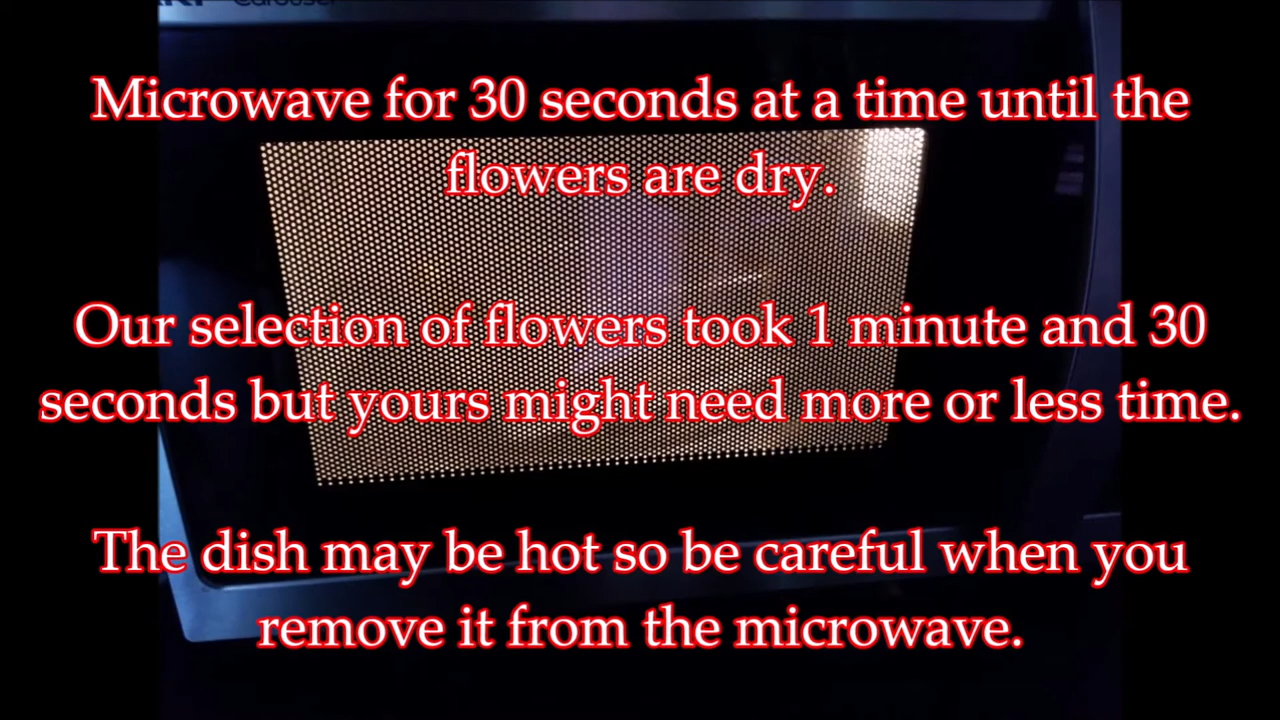 Carousel
Microwave for 30 seconds at a time until the
flowers are dry.
Our selection of flowers took 1 minute and 30
seconds but yours might need more or less time.
The dish may be hot so be careful when you
remove it from the microwave.